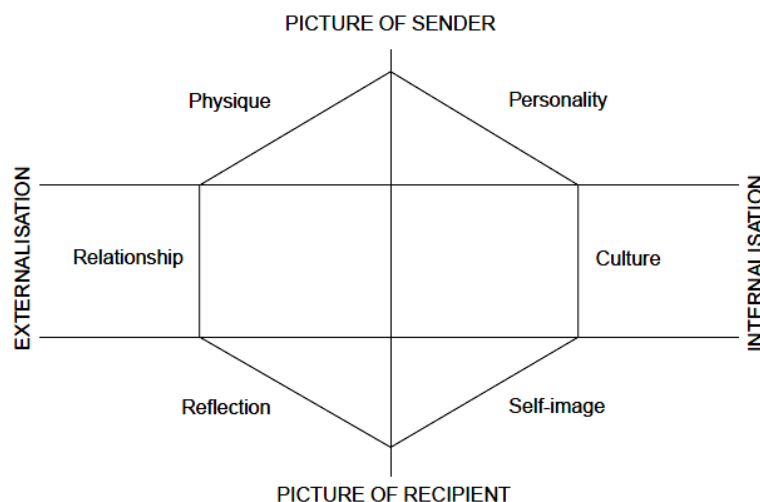 PICTURE OF SENDER
Physique
Personality
EXTERNALISATION
INTERNALISATION
Relationship
Culture
Reflection
Self-image
PICTURE OF RECIPIENT